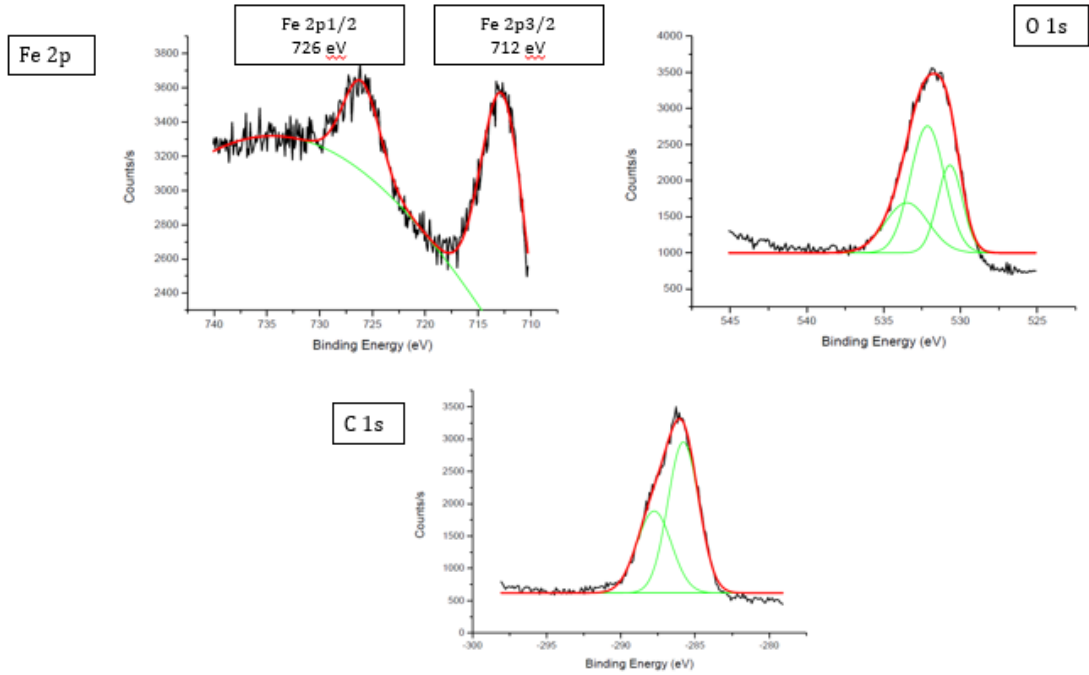 Fe 2p
Fe 2p1/2
726 eV
Fe 2p3/2
712 eV
3800
3600
3400
3200
3000
2800
2600
2400
Counts/s
740 735 730 725 720 715 710
Binding Energy (eV)
O 1s
4000
3500
3000
2500
2000
1500
1000
500
Counts/s
545 540 535 530 525
Binding Energy (eV)
C 1s
3500
3000
2500
2000
1500
1000
500
0
Counts/s
-300 -295 -290 -285 -280
Binding Energy (eV)